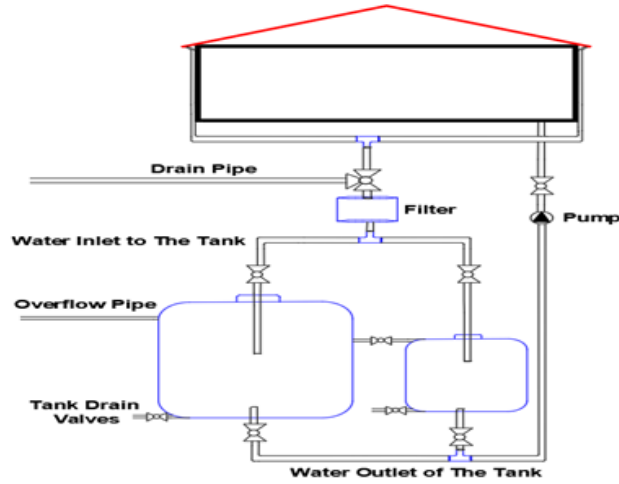 Drain Pipe
Filter
Pump
Water Inlet to The Tank
Overflow Pipe
Tank Drain
Valves
Water Outlet of The Tank